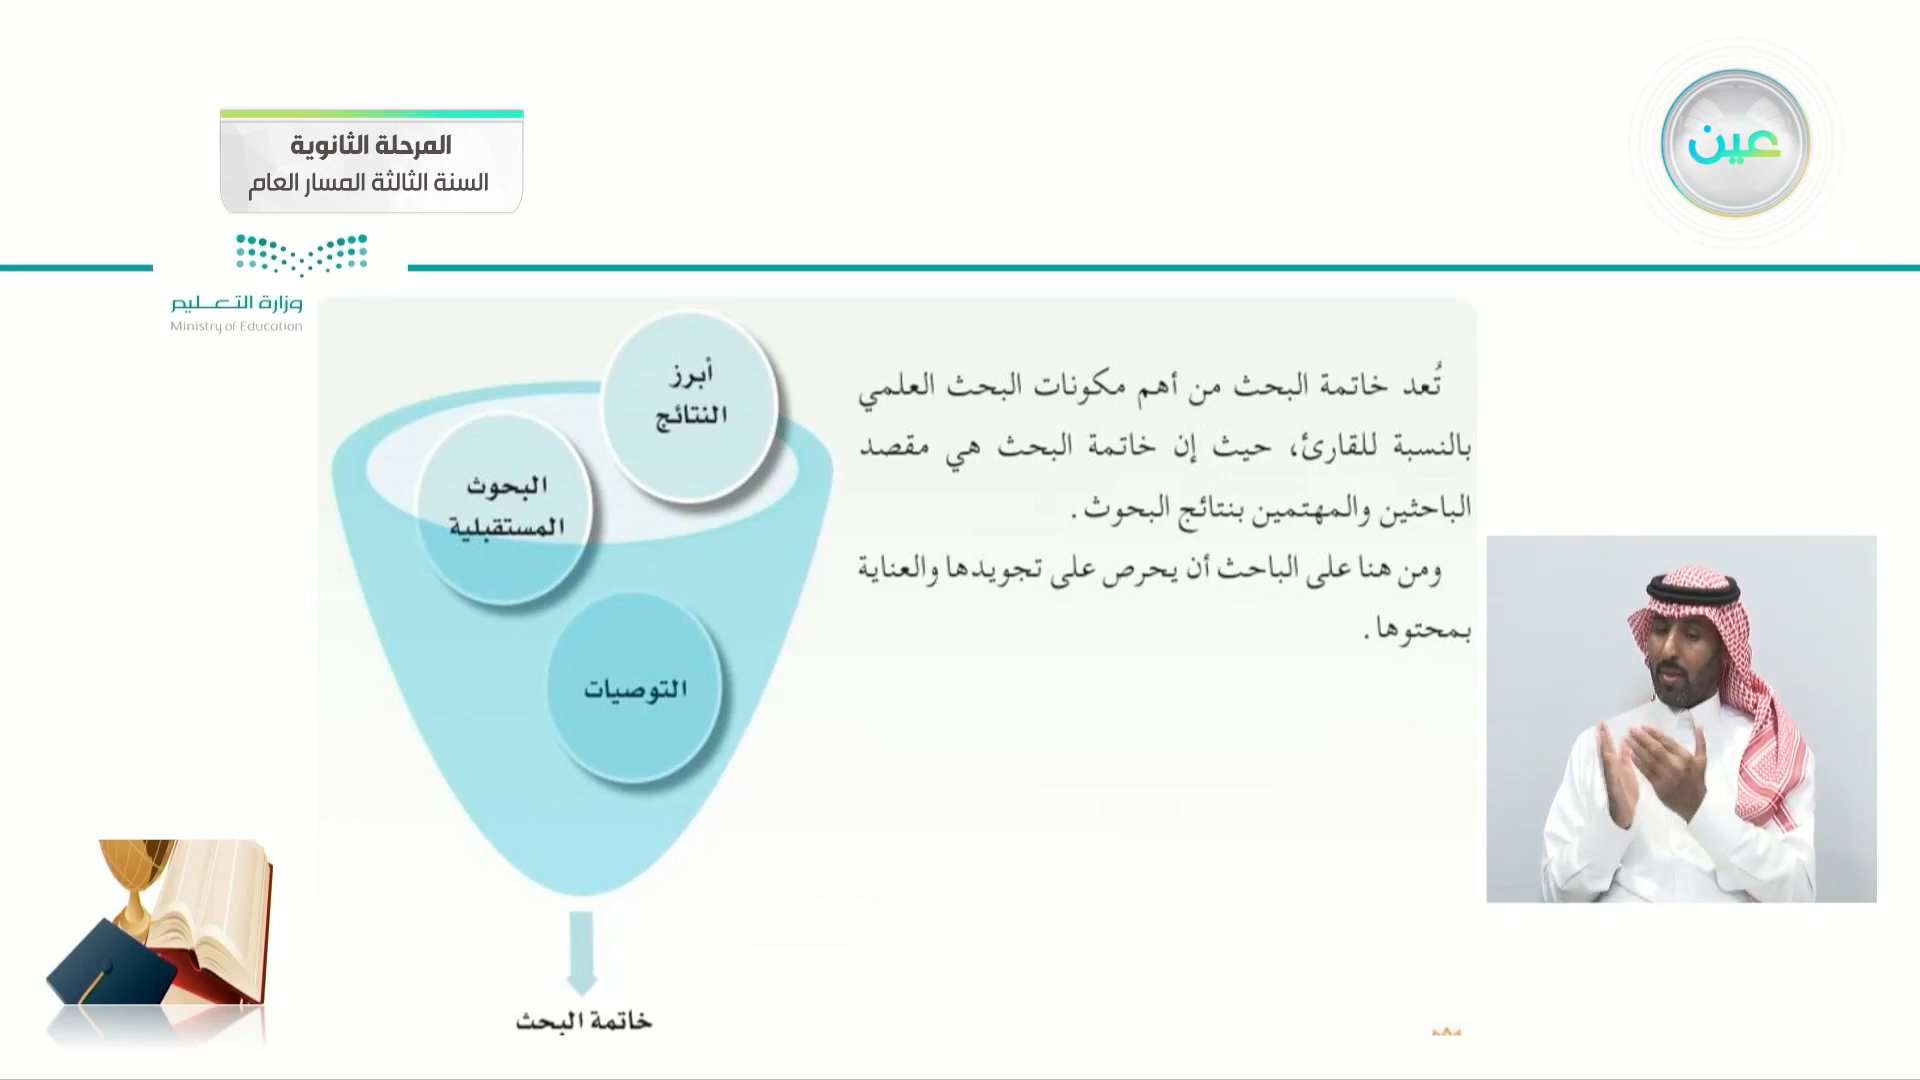 عين
المرحلة الثانوية
السنة الثالثة المسار العام
وزارة التعليم
Ministry of Education
تُعد خاتمة البحث من أهم مكونات البحث العلمي
بالنسبة للقارئ، حيث إن خاتمة البحث هي مقصد
الباحثين والمهتمين بنتائج البحوث.
ومن هنا على الباحث أن يحرص على تجويدها والعناية
بمحتوها.
أبرز
النتائج
البحوث
المستقبلية
التوصيات
خاتمة البحث